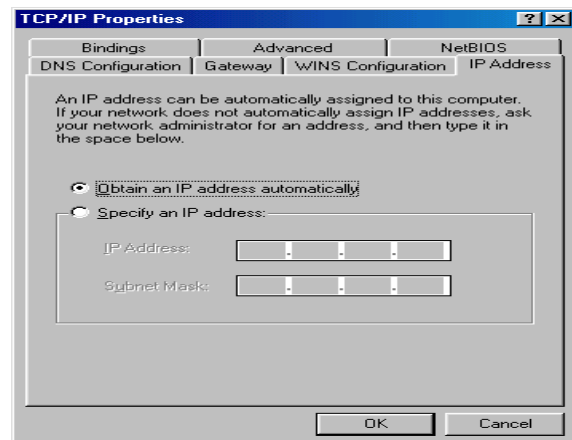 TCP/IP Properties
Bindings Advanced NetBIOS
DNS Configuration Gateway WINS Configuration IP Address
An IP address can be automatically assigned to this computer.
If your network does not automatically assign IP addresses, ask
your network administrator for an address, and then type it in
the space below.
Obtain an IP address automatically
Specify an IP address:
IP Address:
Subnet Mask:
OK Cancel